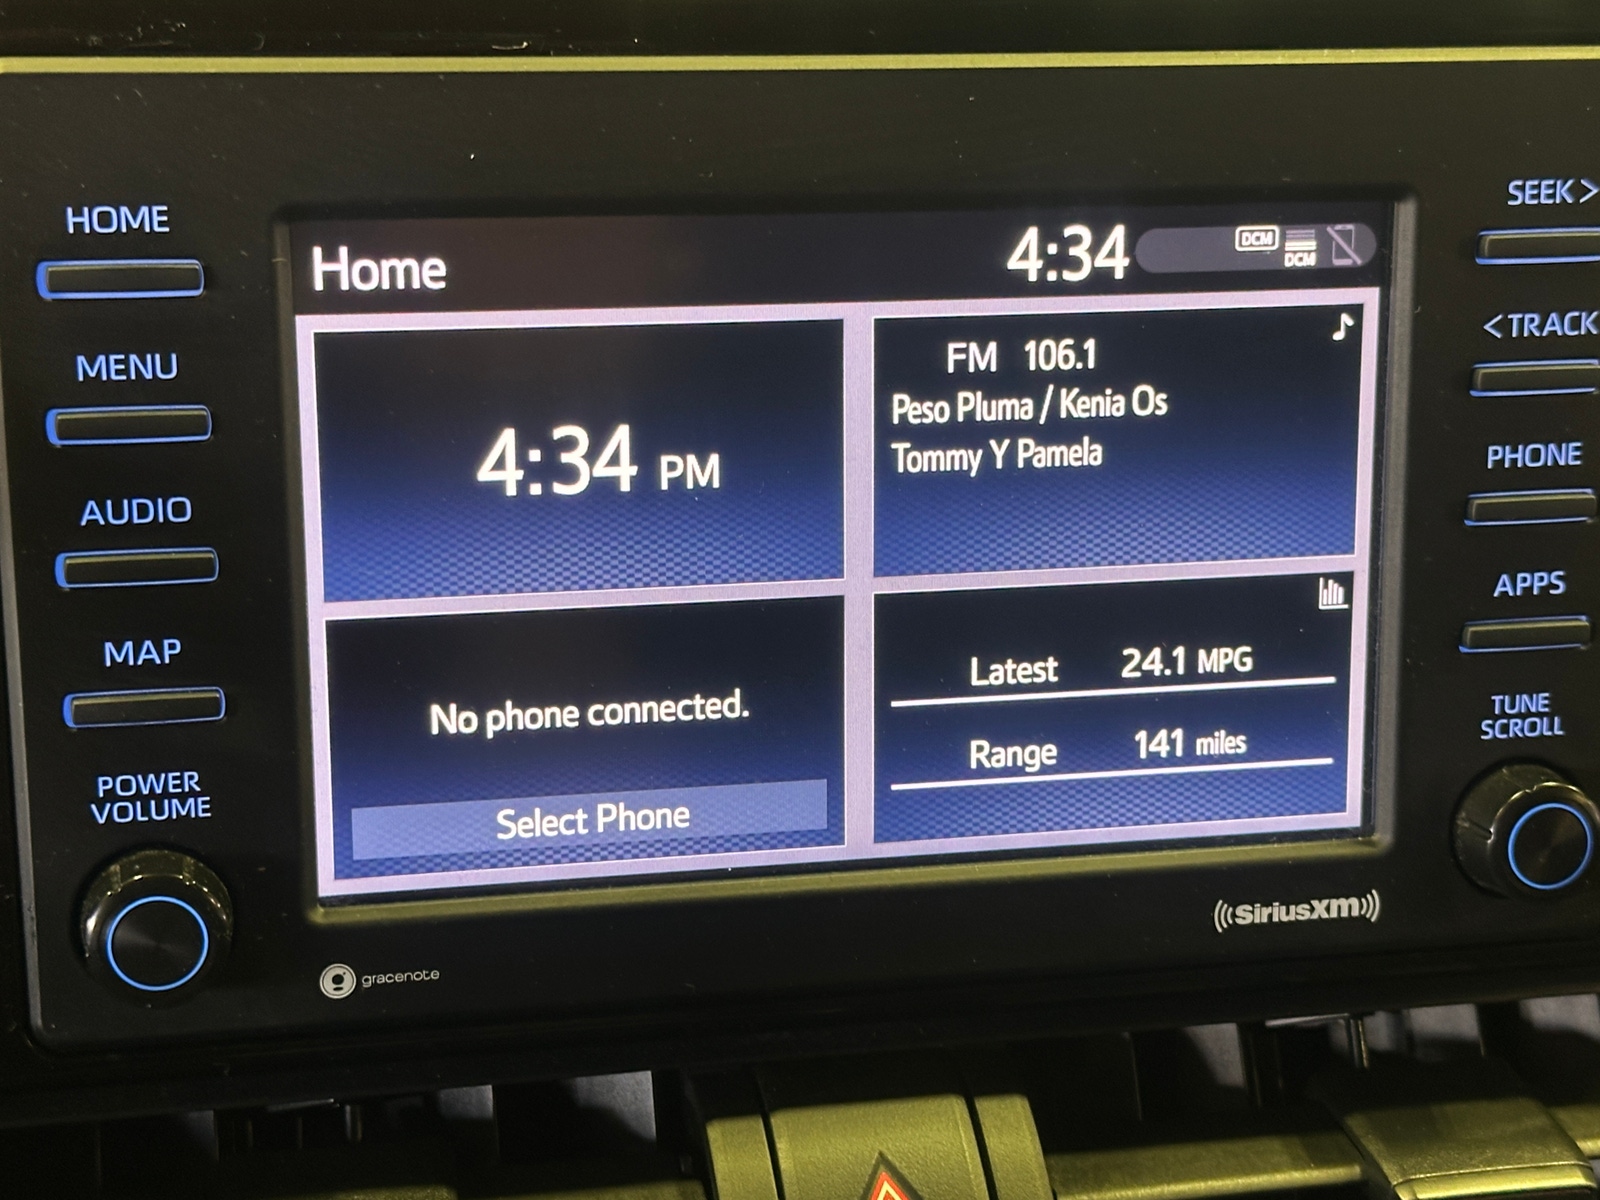 HOME
MENU
AUDIO
MAP
POWER
VOLUME
Home
4:34
DCM
DCM
4:34 PM
FM 106.1
Peso Pluma / Kenia Os
Tommy Y Pamela
No phone connected.
Select Phone
Latest 24.1 MPG
Range 141 miles
SEEK >
< TRACK
PHONE
APPS
TUNE
SCROLL
gracenote
((SiriusXM))